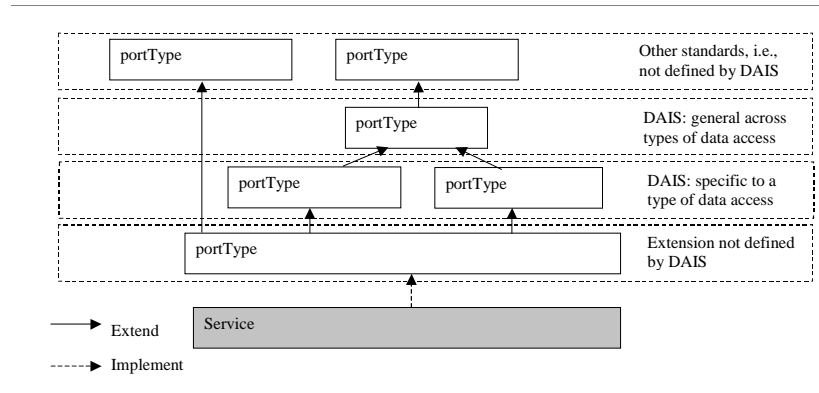 portType
portType
Other standards, i.e.,
not defined by DAIS
portType
DAIS: general across
types of data access
portType
portType
DAIS: specific to a
type of data access
portType
Extension not defined
by DAIS
Service
Extend
Implement